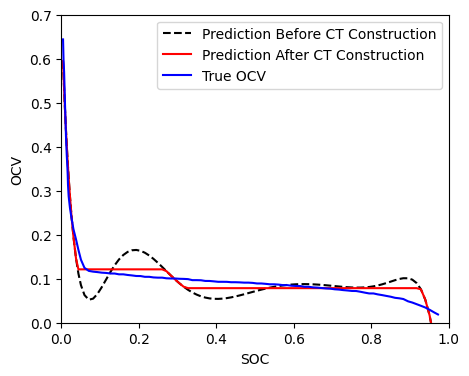 Prediction Before CT Construction
Prediction After CT Construction
True OCV
OCV
0.7
0.6
0.5
0.4
0.3
0.2
0.1
0.0
0.0 0.2 0.4 0.6 0.8 1.0
SOC